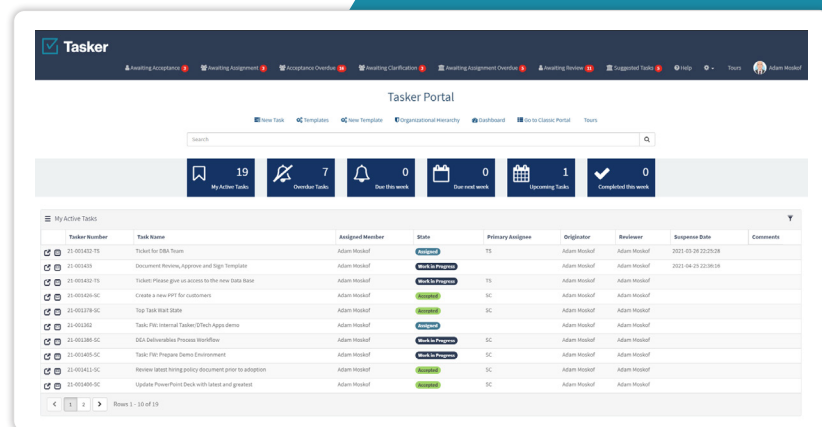 Tasker
Awaiting Acceptance 3 Awaiting Assignment 3 Acceptance Overdue Awaiting Clarification 3 Awaiting Assignment Overdue Awaiting Review Suggested Tasks Help Tours Adam Moskof
Tasker Portal
New Task Templates New Template Organizational Hierarchy Dashboard Go to Classic Portal Tours
Search
19 7 0 0 1 0
My Active Tasks Overdue Tasks Due this week Due next week Upcoming Tasks Completed this week
My Active Tasks
Tasker Number Task Name Assigned Member State Primary Assignee Originator Reviewer Suspense Date Comments
21-001432-TS Ticket for DBA Team Adam Moskof Assigned TS Adam Moskof Adam Moskof 2021-03-26 22:25:28
21-001435 Document Review, Approve and Sign Template Adam Moskof Work in Progress Adam Moskof Adam Moskof 2021-04-25 22:36:16
21-001432-TS Ticket: Please give us access to the new Data Base Adam Moskof Work in Progress TS Adam Moskof Adam Moskof
21-001426-SC Create a new PPT for customers Adam Moskof Accepted SC Adam Moskof Adam Moskof
21-001378-SC Top Task Wait State Adam Moskof Accepted SC Adam Moskof Adam Moskof
21-001362 Task: FW: Internal Tasker/DTech Apps demo Adam Moskof Assigned Adam Moskof Adam Moskof
21-001286-SC DEA Deliverables Process Workflow Adam Moskof Work in Progress SC Adam Moskof Adam Moskof
21-001405-SC Task: FW: Prepare Demo Environment Adam Moskof Work in Progress SC Adam Moskof Adam Moskof
21-001411-SC Review latest hiring policy document prior to adoption Adam Moskof Accepted SC Adam Moskof Adam Moskof
21-001400-SC Update PowerPoint Deck with latest and greatest Adam Moskof Accepted SC Adam Moskof Adam Moskof
1 2 Rows 1 - 10 of 19